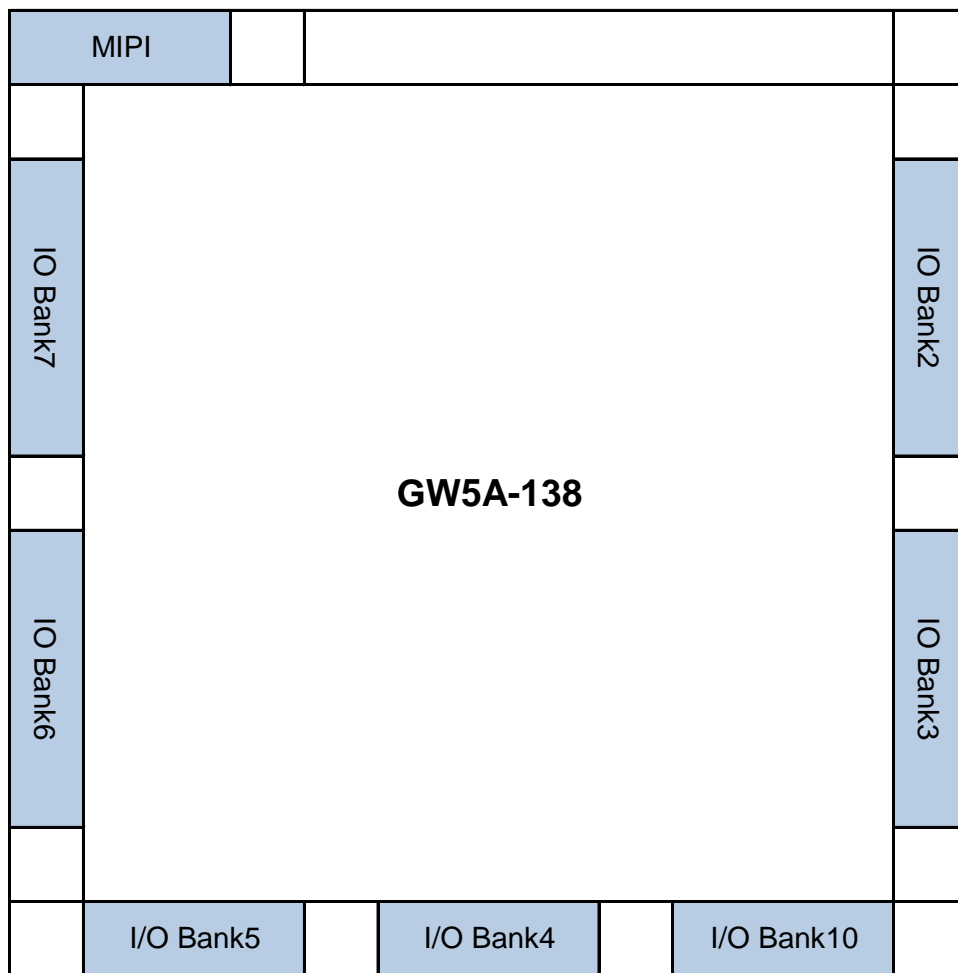 MIPI
IO Bank7
IO Bank2
GW5A-138
IO Bank6
IO Bank3
I/O Bank5
I/O Bank4
I/O Bank10